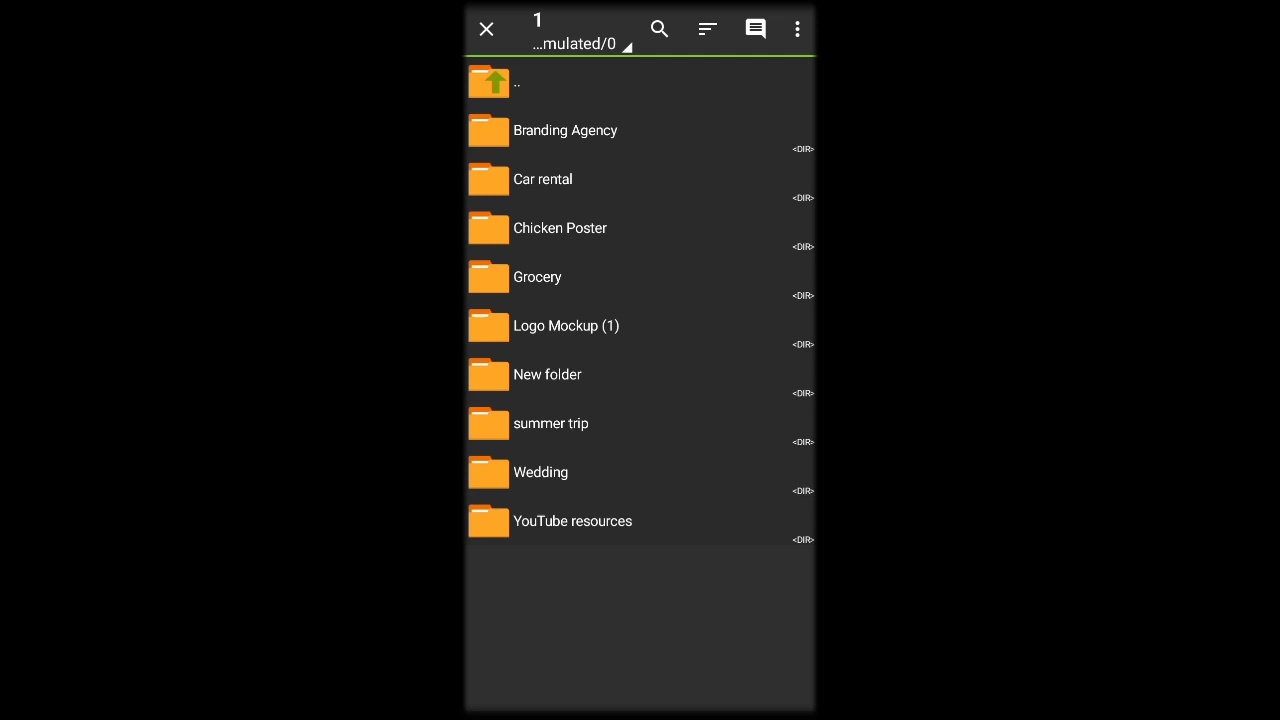 1
...mulated/0
..
Branding Agency
<DIR>
Car rental
<DIR>
Chicken Poster
<DIR>
Grocery
<DIR>
Logo Mockup (1)
<DIR>
New folder
<DIR>
summer trip
<DIR>
Wedding
<DIR>
YouTube resources
<DIR>